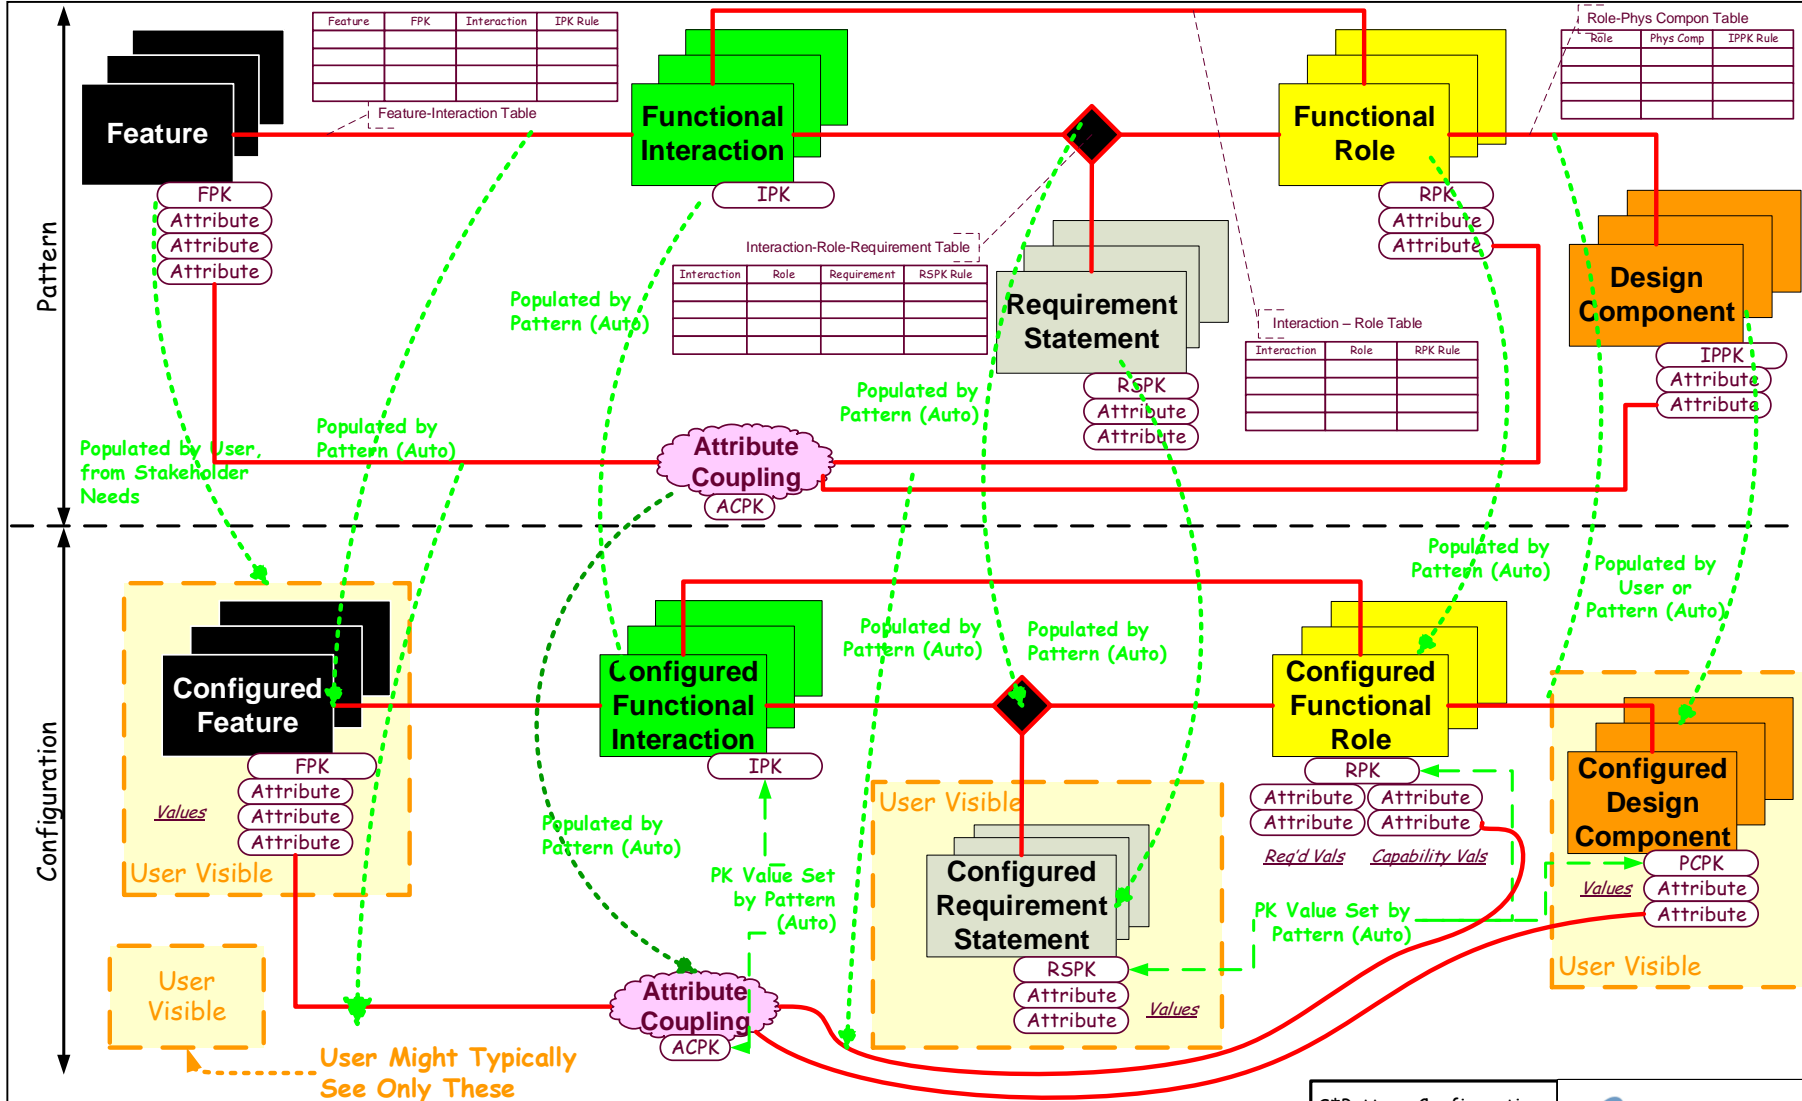 Feature FPK Interaction IPK Rule
Feature-Interaction Table
Role-Phys Compon Table
Role Phys Comp IPPK Rule
Feature
Functional
Interaction
Functional
Role
FPK
Attribute
Attribute
Attribute
IPK
RPK
Attribute
Attribute
Pattern
Interaction-Role-Requirement Table
Interaction Role Requirement RSPK Rule
Requirement
Statement
RSPK
Attribute
Attribute
Interaction – Role Table
Interaction Role RPK Rule
Design
Component
IPPK
Attribute
Attribute
Populated by
Pattern (Auto)
Populated by
Pattern (Auto)
Populated by
Pattern (Auto)
Populated by User,
from Stakeholder
Needs
Attribute
Coupling
ACPK
Configuration
Populated by
Pattern (Auto)
Populated by
User or
Pattern (Auto)
Populated by
Pattern (Auto)
Populated by
Pattern (Auto)
Configured
Feature
FPK
Attribute
Attribute
Attribute
Values
User Visible
Configured
Functional
Interaction
IPK
Populated by
Pattern (Auto)
PK Value Set
by Pattern
(Auto)
User Visible
Configured
Requirement
Statement
RSPK
Attribute
Attribute
Values
Configured
Functional
Role
RPK
Attribute Attribute
Attribute Attribute
Req'd Vals Capability Vals
PK Value Set by
Pattern (Auto)
Configured
Design
Component
PCPK
Attribute
Attribute
Values
User Visible
User
Visible
User Might Typically
See Only These
Attribute
Coupling
ACPK